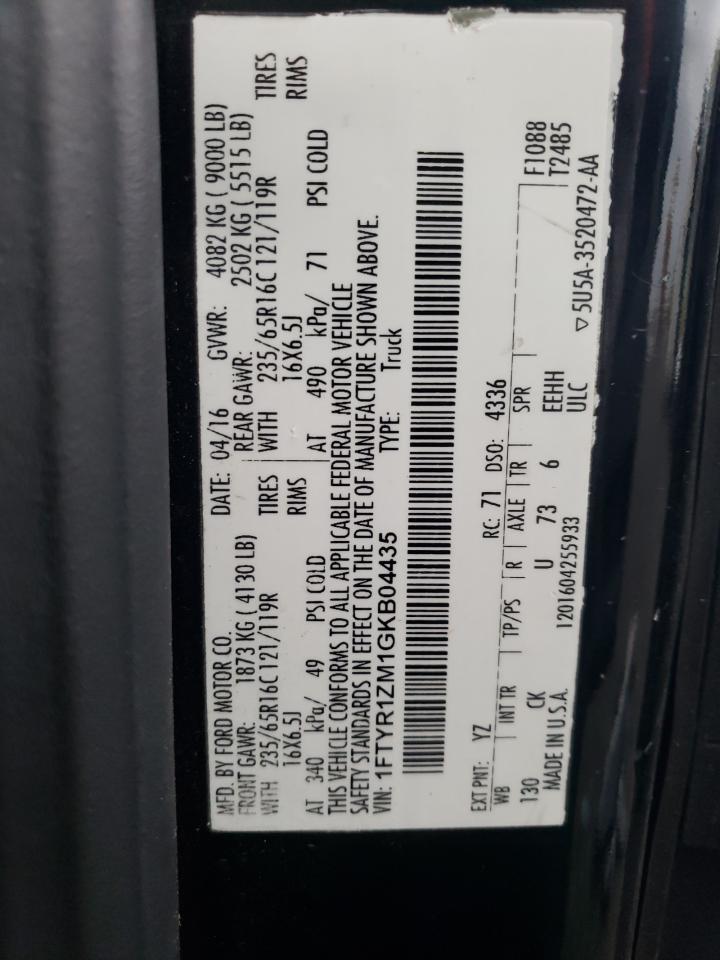 MFD. BY FORD MOTOR CO. DATE: 04/16 GVWR: 4082 KG ( 9000 LB)
FRONT GAWR: 1873 KG ( 4130 LB) REAR GAWR: 2502 KG ( 5515 LB)
WITH 235/65R16C 121/119R TIRES WITH 235/65R16C 121/119R TIRES
16X6.5J RIMS 16X6.5J RIMS
AT 340 kPa/ 49 PSI COLD AT 490 kPa/ 71 PSI COLD
THIS VEHICLE CONFORMS TO ALL APPLICABLE FEDERAL MOTOR VEHICLE
SAFETY STANDARDS IN EFFECT ON THE DATE OF MANUFACTURE SHOWN ABOVE.
VIN: 1FTYR1ZM1GKB04435 TYPE: Truck
EXT PNT: YZ RC: 71 DSO: 4336
WB INT TR TP/PS R AXLE TR SPR F1088
T2485
130 CK U 73 6 EEHH
MADE IN U.S.A. 1201604255933 ULC
▽ 5U5A-3520472-AA